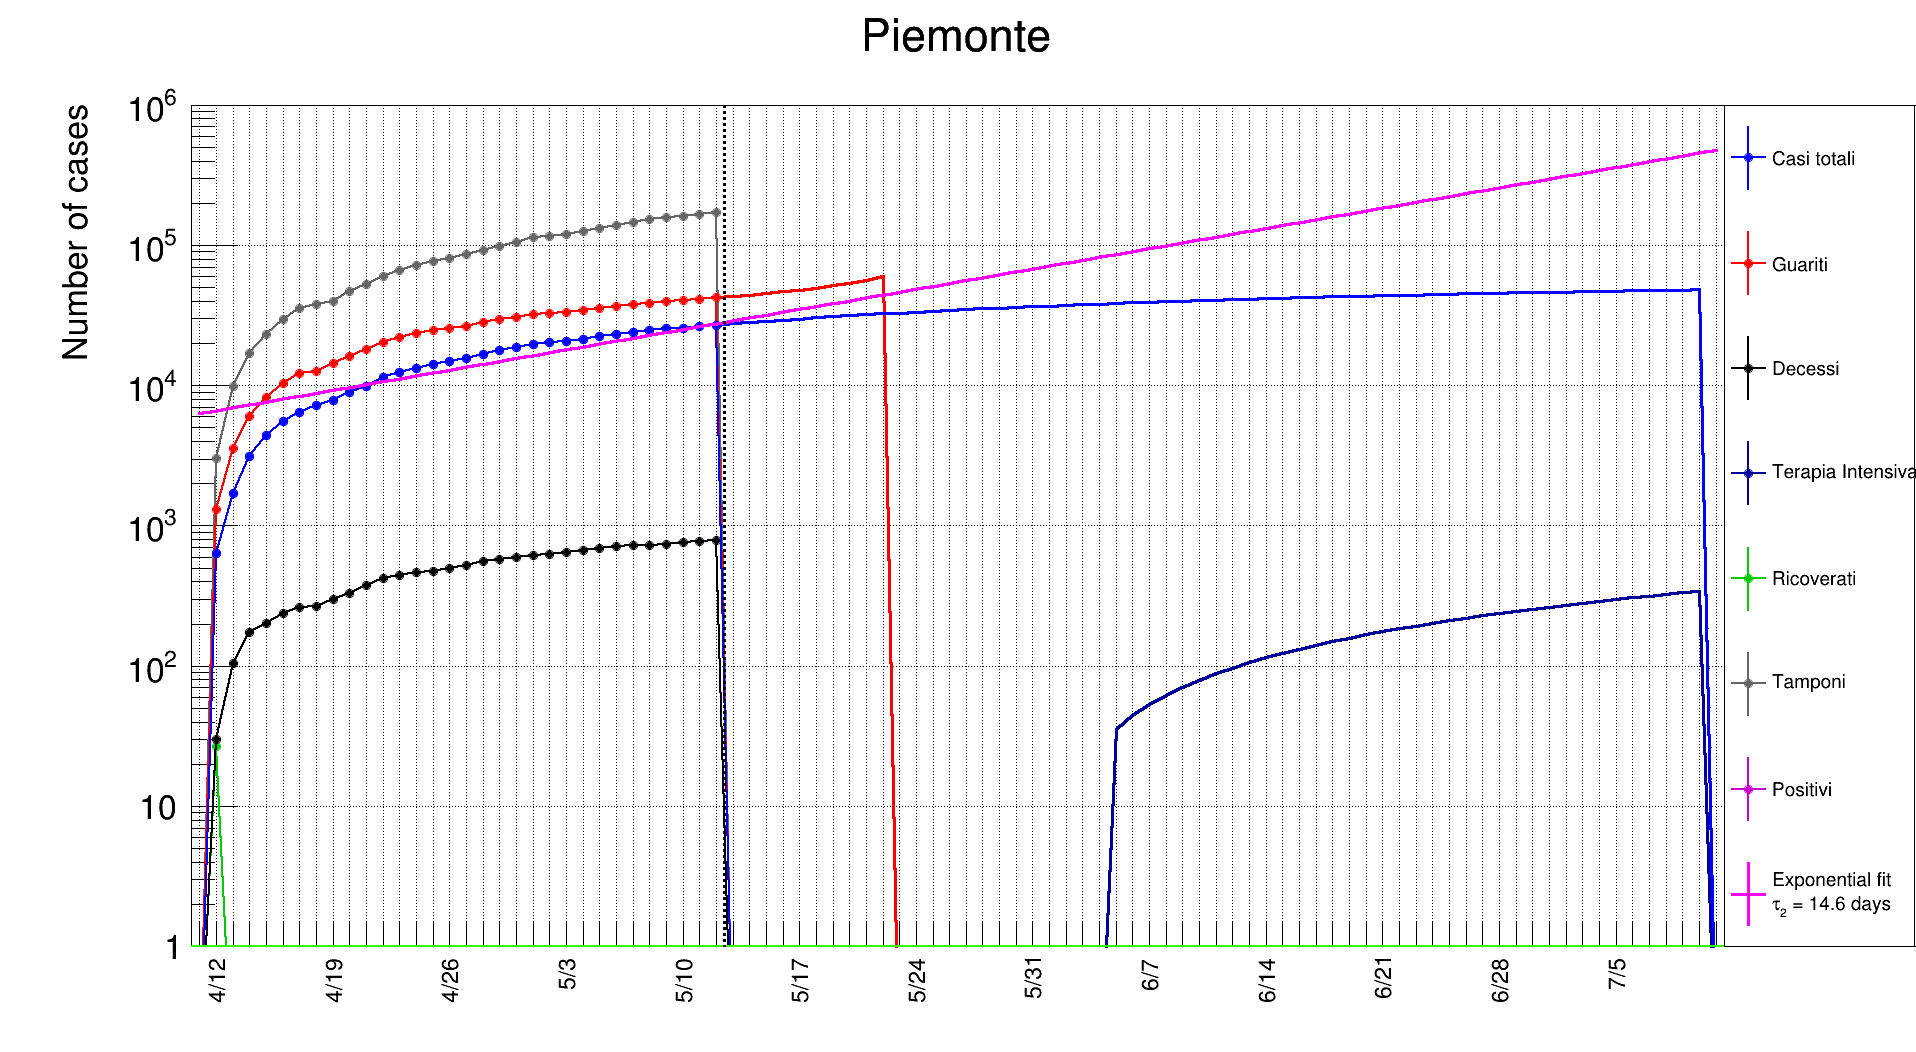 Piemonte
Number of cases
10^6
10^5
10^4
10^3
10^2
10
1
4/12
4/19
4/26
5/3
5/10
5/17
5/24
5/31
6/7
6/14
6/21
6/28
7/5
Casi totali
Guariti
Decessi
Terapia Intensiva
Ricoverati
Tamponi
Positivi
Exponential fit
τ_2 = 14.6 days